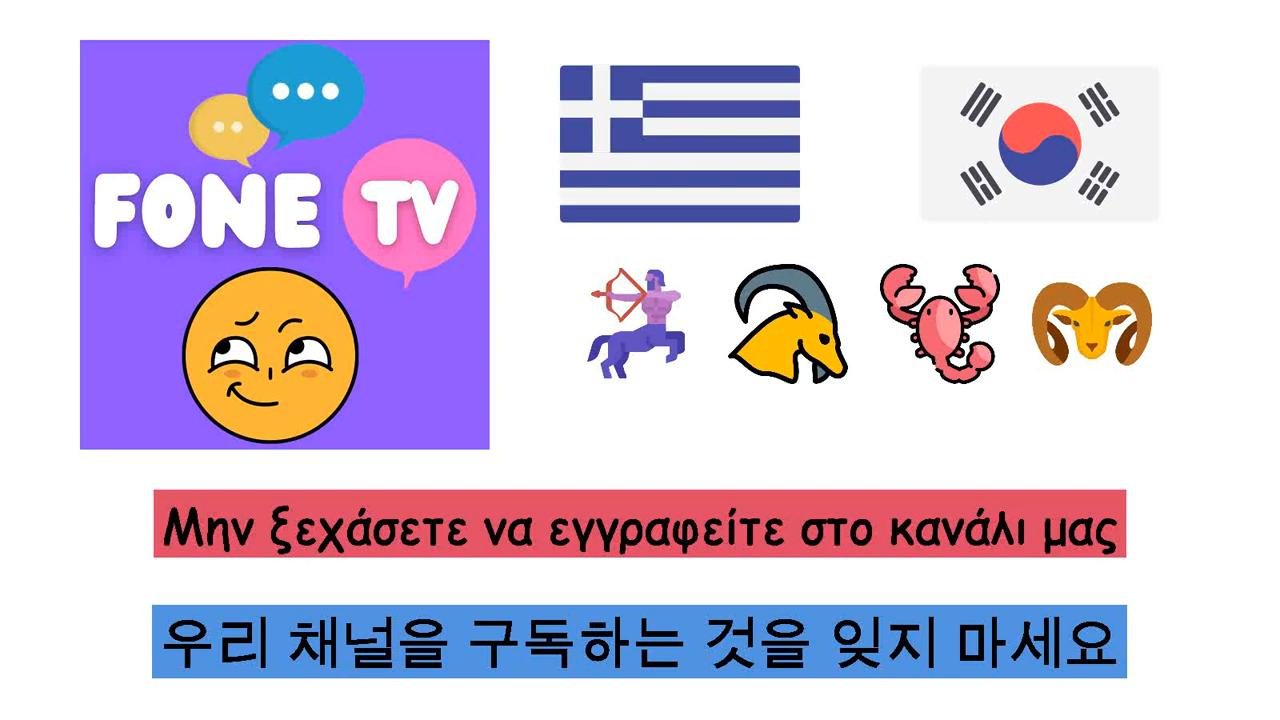 FONE TV
Μην ξεχάσετε να εγγραφείτε στο κανάλι μας
우리 채널을 구독하는 것을 잊지 마세요